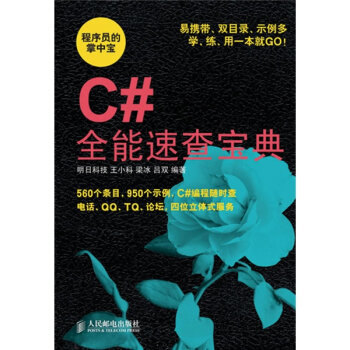 程序员的
掌中宝
易携带、双目录、示例多
学、练、用一本就GO！
C#
全能速查宝典
明日科技 王小科 梁冰 吕双 编著
560个条目、950个示例，C#编程随时查
电话、QQ、TQ、论坛，四位立体式服务
人民邮电出版社
POSTS & TELECOM PRESS